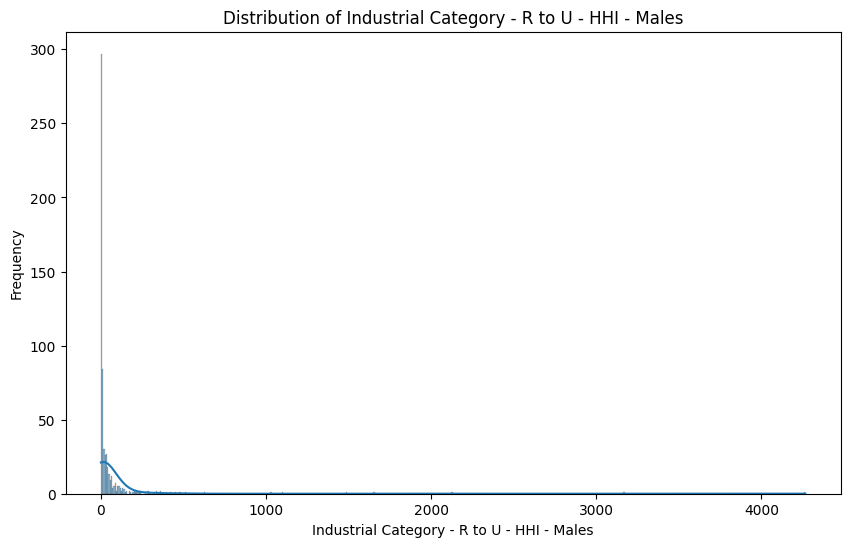 Distribution of Industrial Category - R to U - HHI - Males
300
250
200
150
100
50
0
Frequency
0 1000 2000 3000 4000
Industrial Category - R to U - HHI - Males